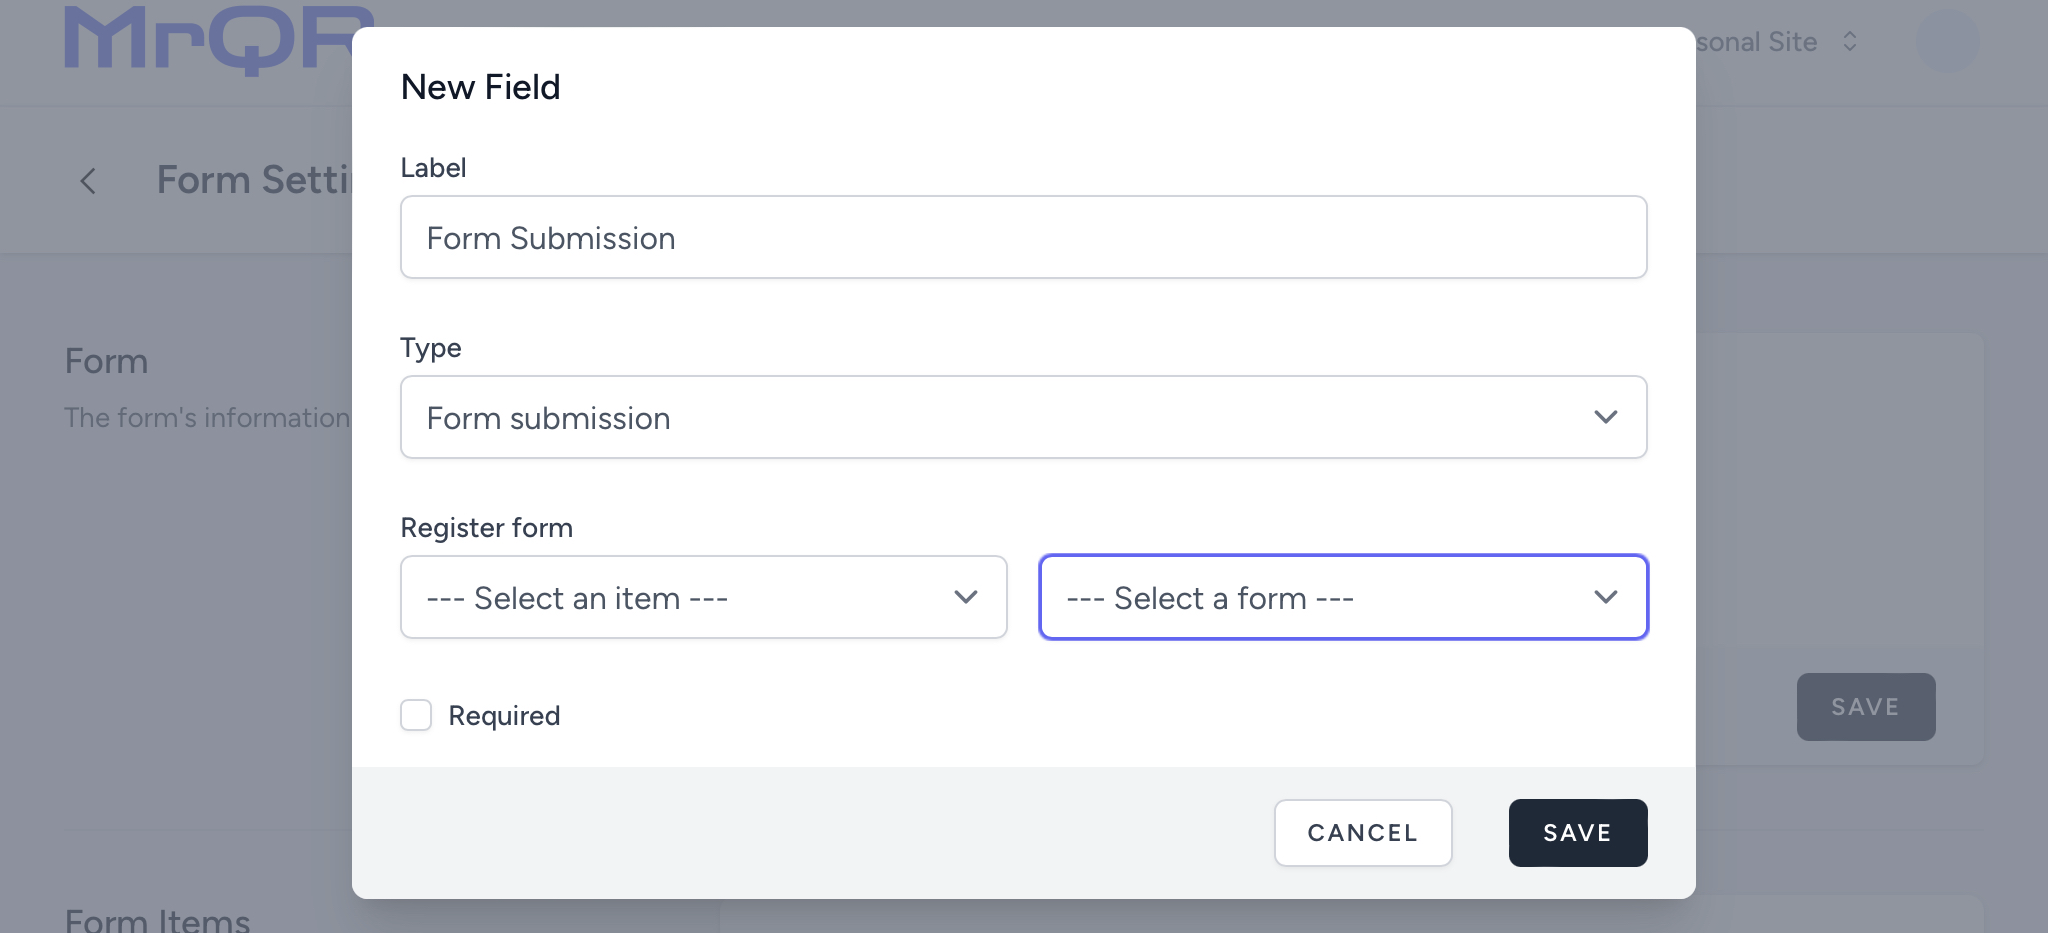 MrQR
sonal Site
New Field
Form Setti
Label
Form Submission
Type
Form submission
Form
The form's information
Register form
--- Select an item ---
--- Select a form ---
Required
SAVE
CANCEL
SAVE
Form Items